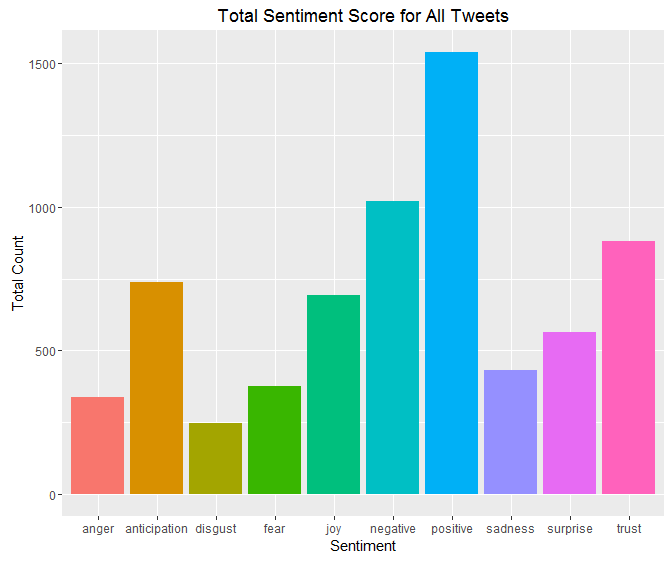 Total Sentiment Score for All Tweets
1500
1000
500
0
Total Count
anger anticipation disgust fear joy negative positive sadness surprise trust
Sentiment